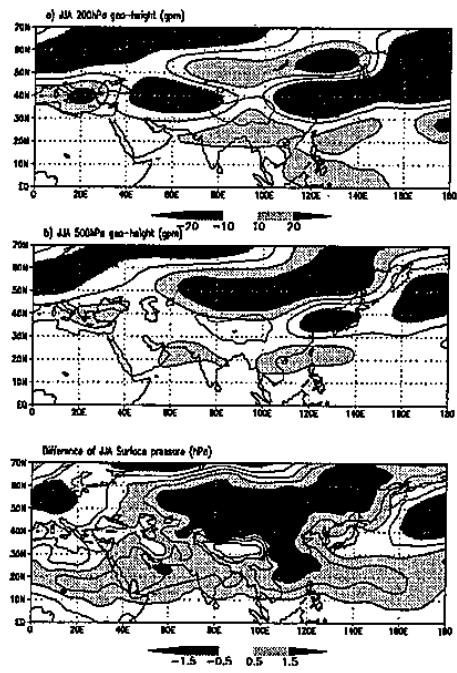 a) JJA 200hPa geo-height (gpm)
70N
60N
50N
40N
30N
20N
10N
EQ
0 20E 40E 60E 80E 100E 120E 140E 160E 180
-20 -10 10 20
b) JJA 500hPa geo-height (gpm)
70N
60N
50N
40N
30N
20N
10N
EQ
0 20E 40E 60E 80E 100E 120E 140E 160E 180
Difference of JJA Surface pressure (hPa)
70N
60N
50N
40N
30N
20N
10N
EQ
0 20E 40E 60E 80E 100E 120E 140E 160E 180
-1.5 -0.5 0.5 1.5